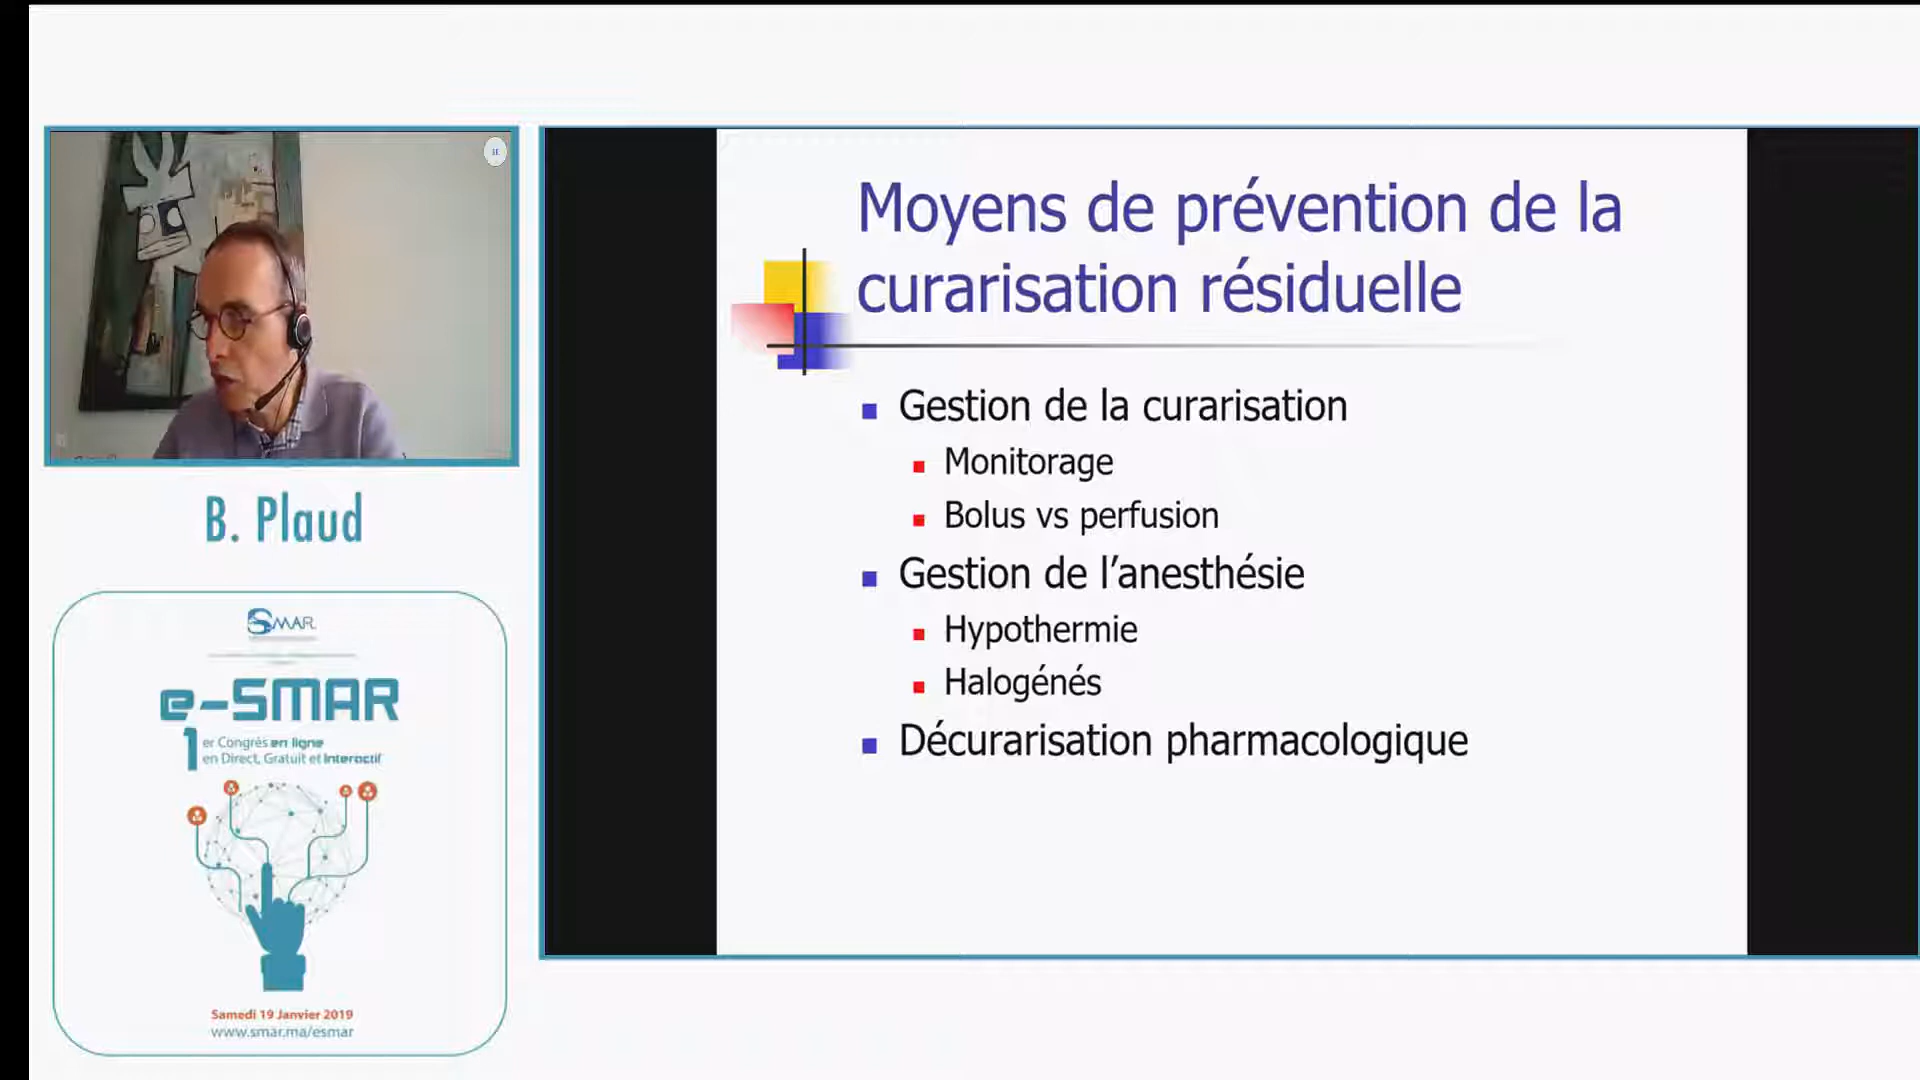 B. Plaud
SMAR
e-SMAR
1er Congrès en ligne
en Direct, Gratuit et Interactif
Samedi 19 Janvier 2019
www.smar.ma/esmar
Moyens de prévention de la
curarisation résiduelle
Gestion de la curarisation
Monitorage
Bolus vs perfusion
Gestion de l’anesthésie
Hypothermie
Halogénés
Décurarisation pharmacologique